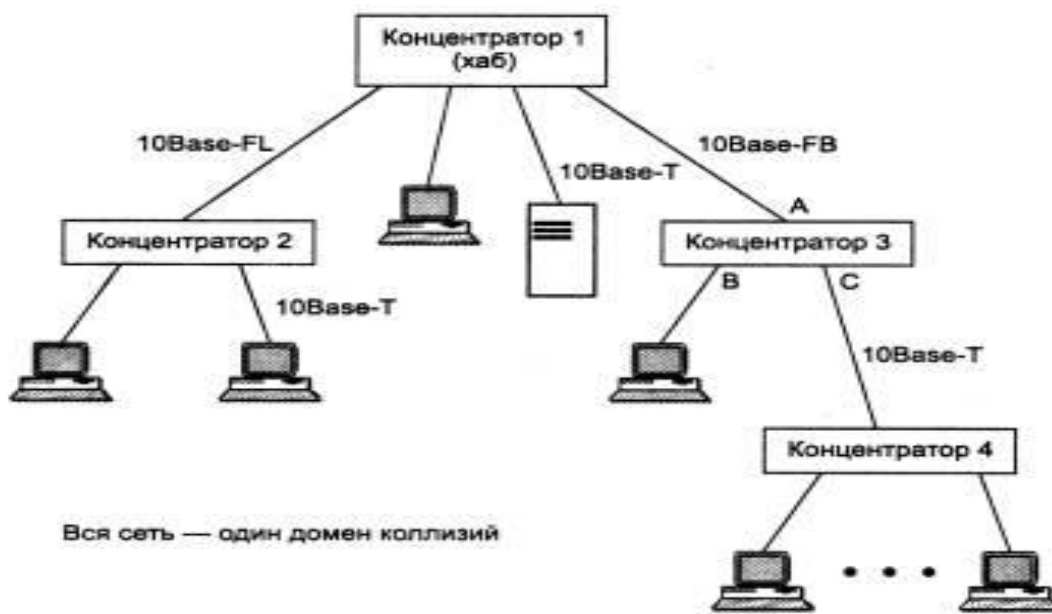 Концентратор 1
(хаб)
10Base-FL
10Base-FB
10Base-T
A
Концентратор 2
Концентратор 3
B
C
10Base-T
10Base-T
Концентратор 4
Вся сеть — один домен коллизий